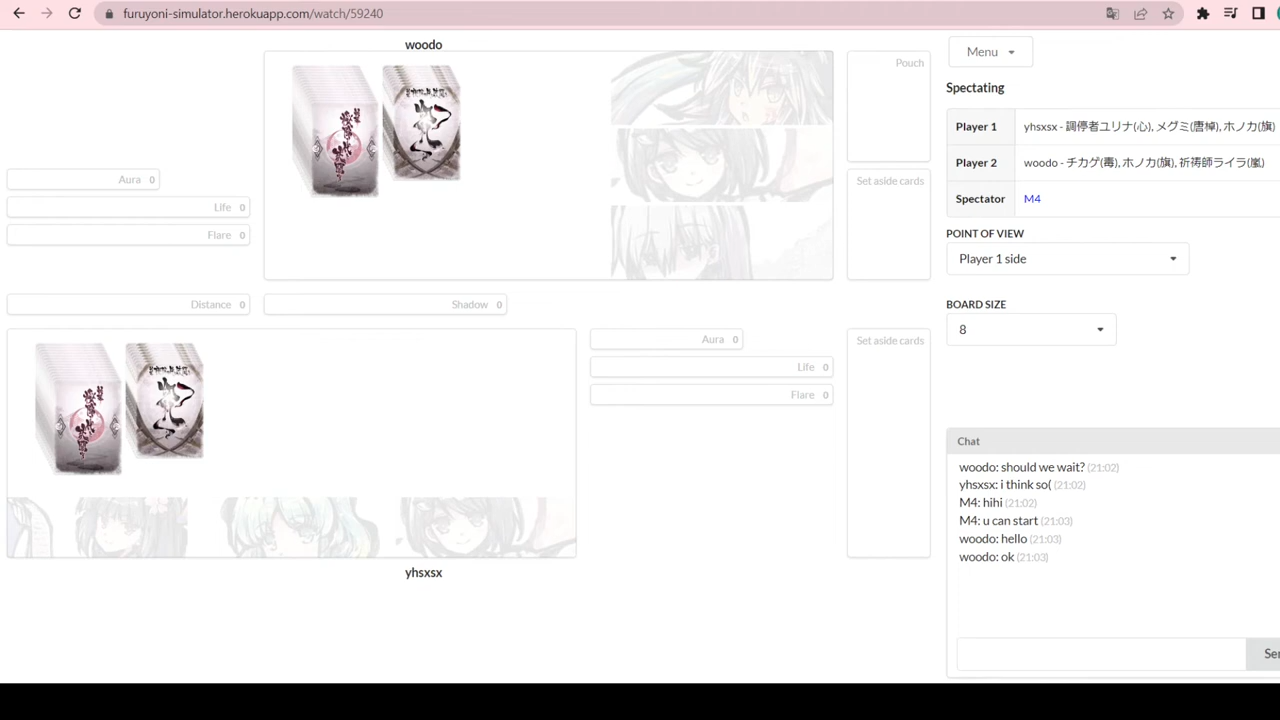 furuyoni-simulator.herokuapp.com/watch/59240
woodo
Pouch
Set aside cards
Aura 0
Life 0
Flare 0
Distance 0
Shadow 0
Aura 0
Life 0
Flare 0
Set aside cards
yhsxsx
Menu
Spectating
Player 1 yhsxsx - 調停者ユリナ(心), メグミ(唐棹), ホノカ(旗)
Player 2 woodo - チカゲ(毒), ホノカ(旗), 祈祷師ライラ(嵐)
Spectator M4
POINT OF VIEW
Player 1 side
BOARD SIZE
8
Chat
woodo: should we wait? (21:02)
yhsxsx: i think so( (21:02)
M4: hihi (21:02)
M4: u can start (21:03)
woodo: hello (21:03)
woodo: ok (21:03)